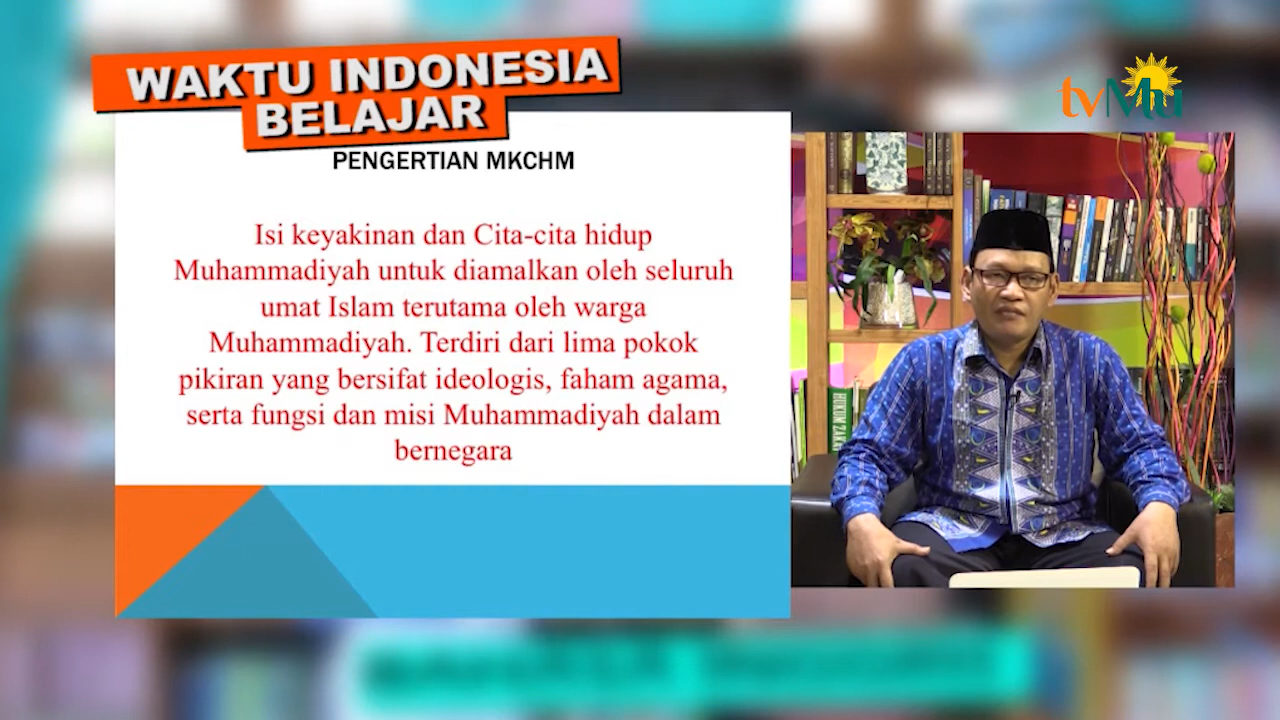 WAKTU INDONESIA
BELAJAR
tvMu
PENGERTIAN MKCHM
Isi keyakinan dan Cita-cita hidup
Muhammadiyah untuk diamalkan oleh seluruh
umat Islam terutama oleh warga
Muhammadiyah. Terdiri dari lima pokok
pikiran yang bersifat ideologis, faham agama,
serta fungsi dan misi Muhammadiyah dalam
bernegara
HUKUM ZAKAT